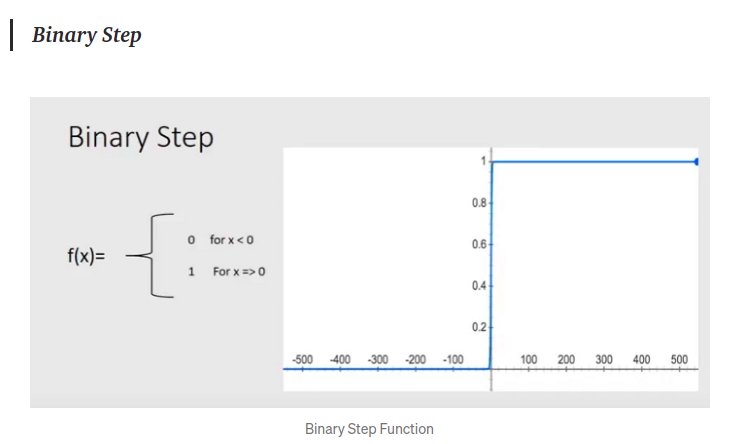 Binary Step
Binary Step
f(x)=
0 for x < 0
1 For x => 0
1
0.8
0.6
0.4
0.2
-500 -400 -300 -200 -100 100 200 300 400 500
Binary Step Function